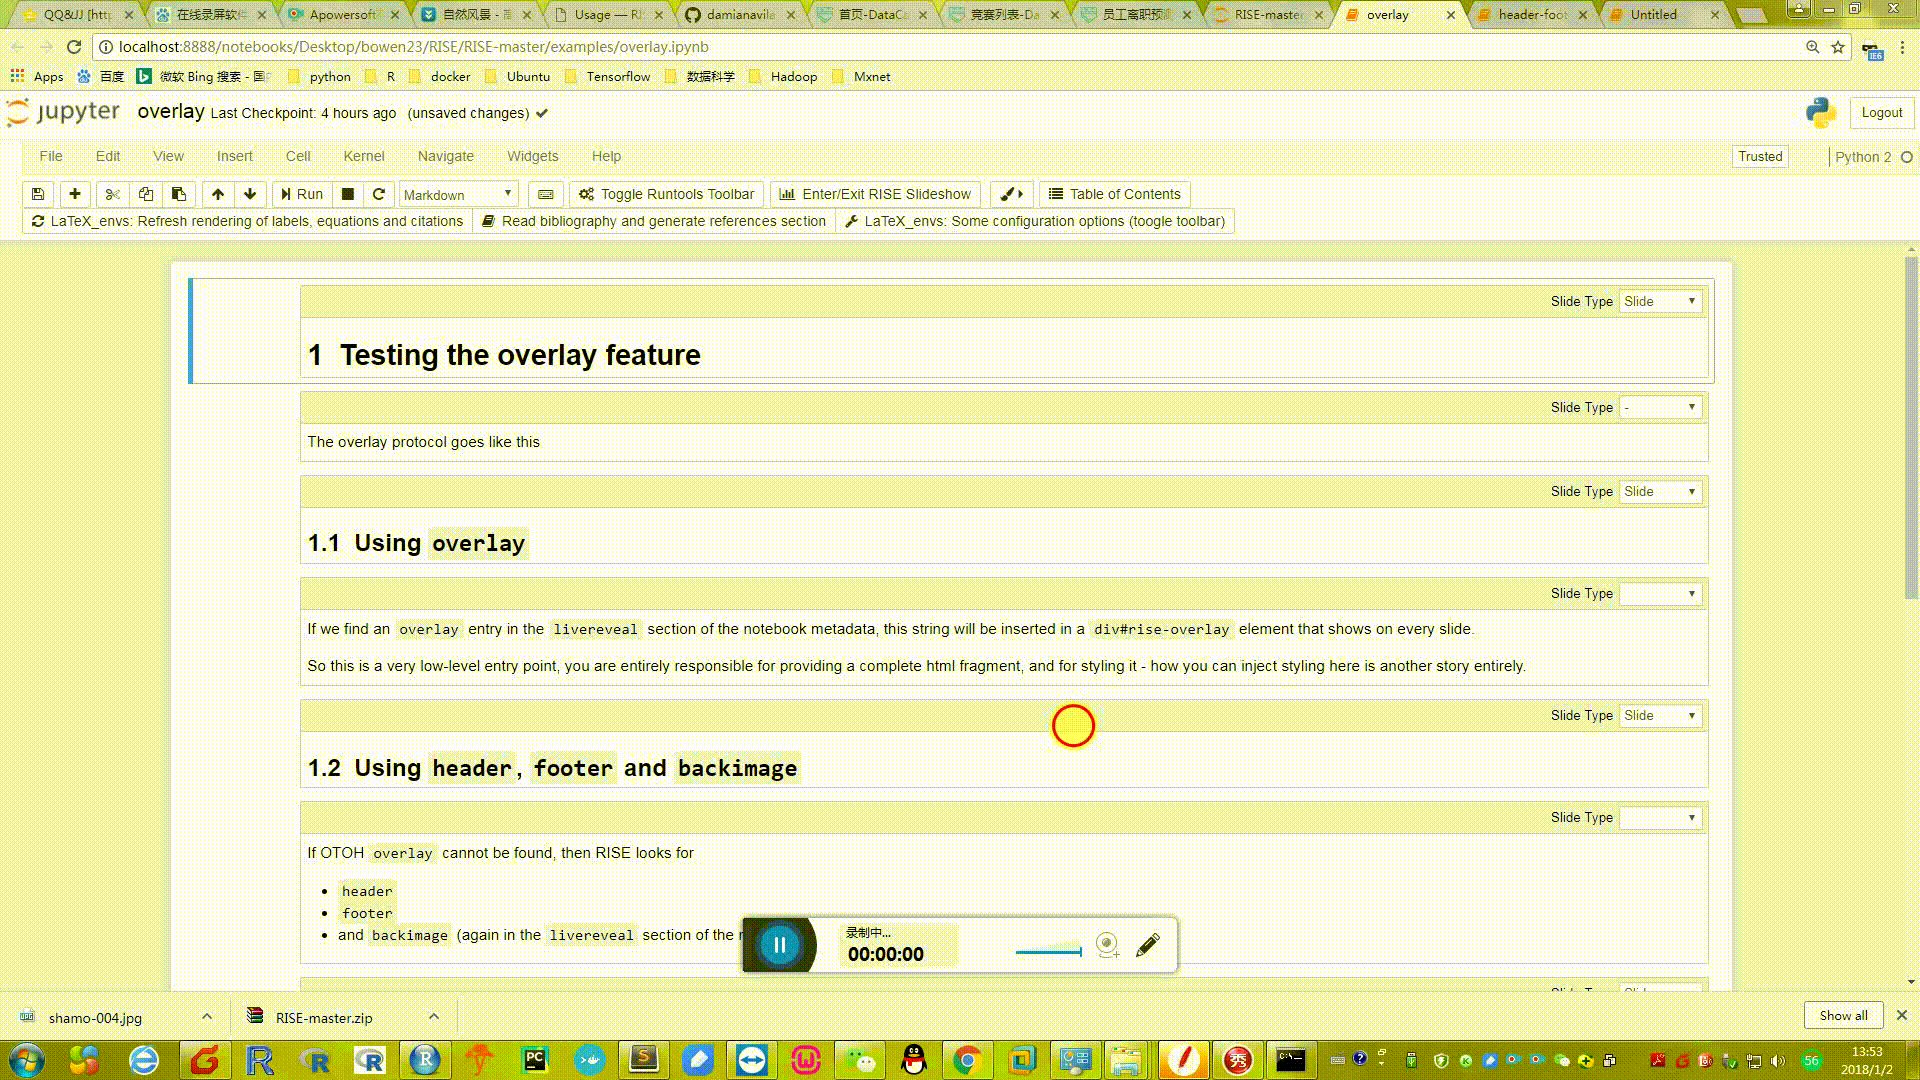 QQ&JJ [http
在线录屏软件
Apowersoft
自然风景 - 高
Usage — RI
damianavila
首页-DataCa
竞赛列表-Da
员工离职预测
RISE-master
overlay
header-foot
Untitled
localhost:8888/notebooks/Desktop/bowen23/RISE/RISE-master/examples/overlay.ipynb
Apps 百度 微软 Bing 搜索 - 国 python R docker Ubuntu Tensorflow 数据科学 Hadoop Mxnet
jupyter overlay Last Checkpoint: 4 hours ago (unsaved changes)
Logout
File Edit View Insert Cell Kernel Navigate Widgets Help
Trusted Python 2
Run Markdown Toggle Runtools Toolbar Enter/Exit RISE Slideshow Table of Contents
LaTeX_envs: Refresh rendering of labels, equations and citations Read bibliography and generate references section LaTeX_envs: Some configuration options (toogle toolbar)
Slide Type Slide
1 Testing the overlay feature
Slide Type -
The overlay protocol goes like this
Slide Type Slide
1.1 Using overlay
Slide Type
If we find an overlay entry in the livereveal section of the notebook metadata, this string will be inserted in a div#rise-overlay element that shows on every slide.
So this is a very low-level entry point, you are entirely responsible for providing a complete html fragment, and for styling it - how you can inject styling here is another story entirely.
Slide Type Slide
1.2 Using header, footer and backimage
Slide Type
If OTOH overlay cannot be found, then RISE looks for
• header
• footer
• and backimage (again in the livereveal section of the
录制中...
00:00:00
shamo-004.jpg
RISE-master.zip
Show all
56
13:53
2018/1/2